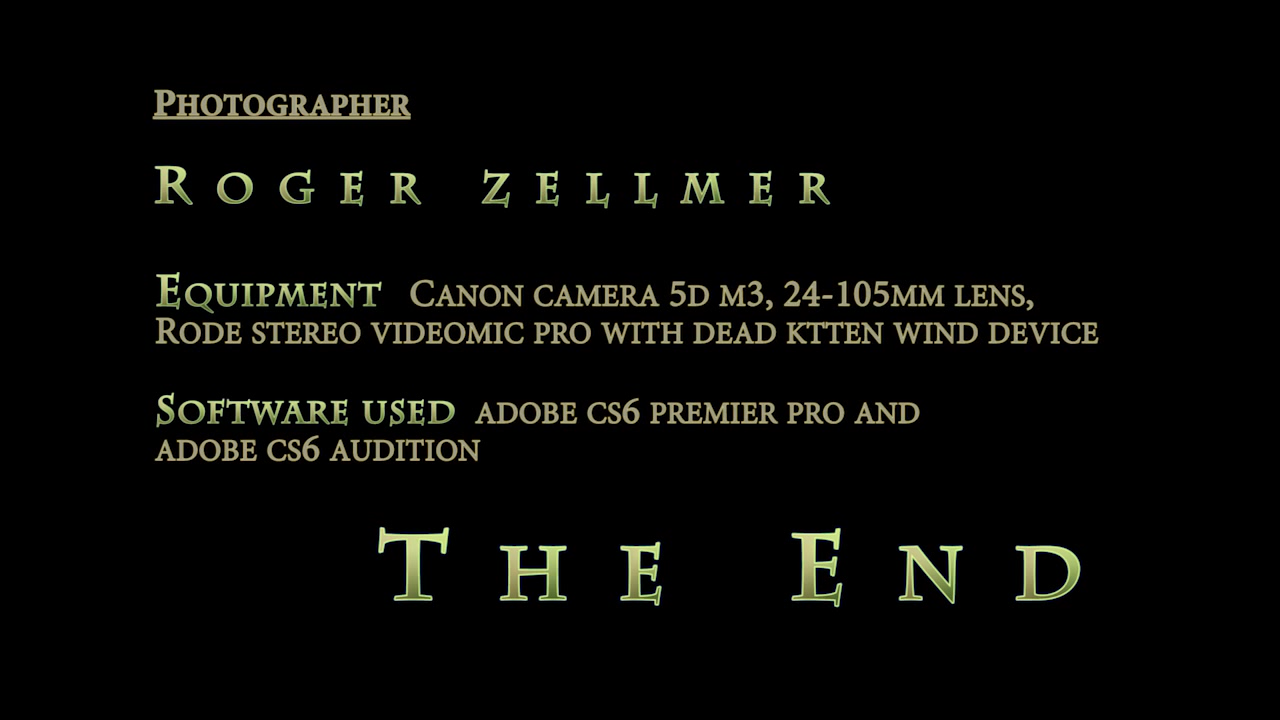 Photographer
Roger zellmer
Equipment Canon camera 5d m3, 24-105mm lens,
Rode stereo videomic pro with dead ktten wind device
Software used adobe cs6 premier pro and
adobe cs6 audition
The End